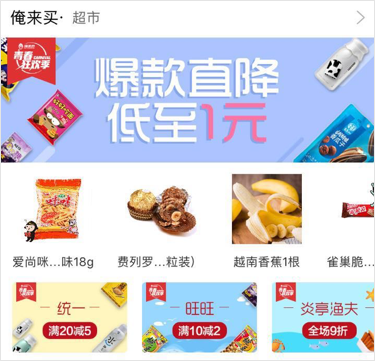 俺来买· 超市
青春
狂欢季
CARNIVAL
爆款直降
低至1元
爱尚咪...味18g
费列罗...粒装）
越南香蕉1根
雀巢脆...
统一
满20减5
旺旺
满10减2
炎亭渔夫
全场9折